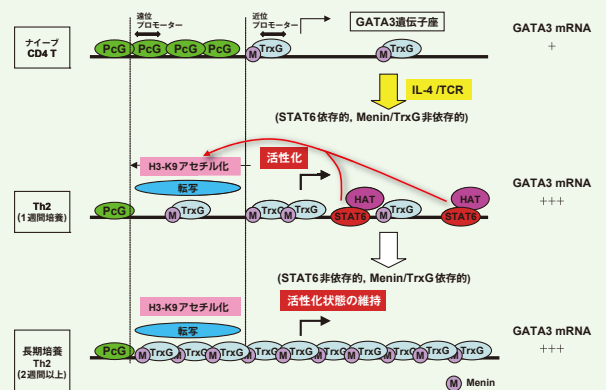 遠位
プロモーター
近位
プロモーター
GATA3遺伝子座
GATA3 mRNA
+
ナイーブ
CD4 T
PcG PcG PcG PcG M TrxG M TrxG
IL-4 /TCR
(STAT6依存的, Menin/TrxG非依存的)
H3-K9アセチル化
活性化
転写
HAT HAT
GATA3 mRNA
+++
Th2
(1週間培養)
PcG M TrxG M TrxG M TrxG STAT6 M TrxG STAT6
(STAT6非依存的, Menin/TrxG依存的)
H3-K9アセチル化
活性化状態の維持
転写
GATA3 mRNA
+++
長期培養
Th2
(2週間以上)
PcG M TrxG M TrxG M TrxG M TrxG M TrxG M TrxG M TrxG M TrxG M TrxG M TrxG
M Menin